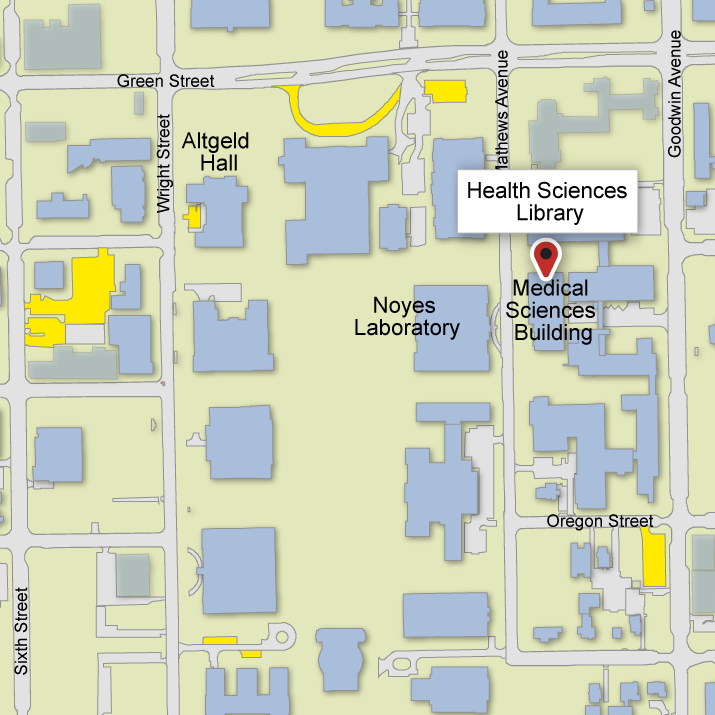 Green Street
Wright Street
Mathews Avenue
Goodwin Avenue
Altgeld
Hall
Health Sciences
Library
Medical
Sciences
Building
Noyes
Laboratory
Oregon Street
Sixth Street